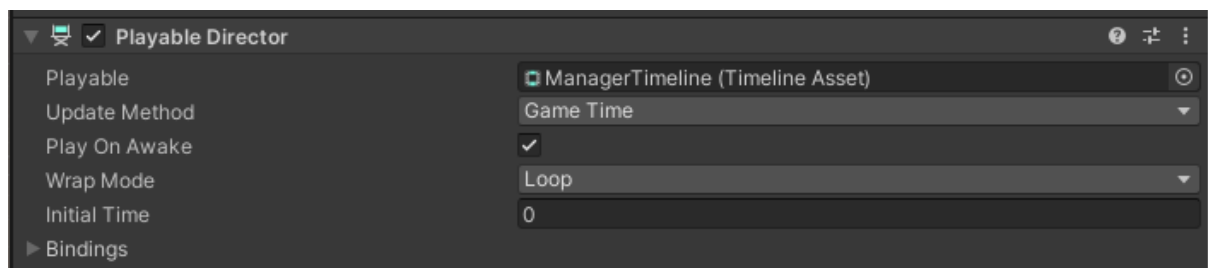 Playable Director
Playable ManagerTimeline (Timeline Asset)
Update Method Game Time
Play On Awake
Wrap Mode Loop
Initial Time 0
Bindings